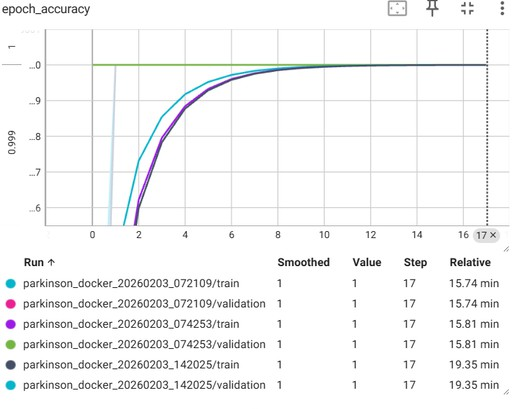 epoch_accuracy
1
...0
...9
0.999
...8
...7
...6
0 2 4 6 8 10 12 14 16 17 ×
Run ↑ Smoothed Value Step Relative
parkinson_docker_20260203_072109/train 1 1 17 15.74 min
parkinson_docker_20260203_072109/validation 1 1 17 15.74 min
parkinson_docker_20260203_074253/train 1 1 17 15.81 min
parkinson_docker_20260203_074253/validation 1 1 17 15.81 min
parkinson_docker_20260203_142025/train 1 1 17 19.35 min
parkinson_docker_20260203_142025/validation 1 1 17 19.35 min